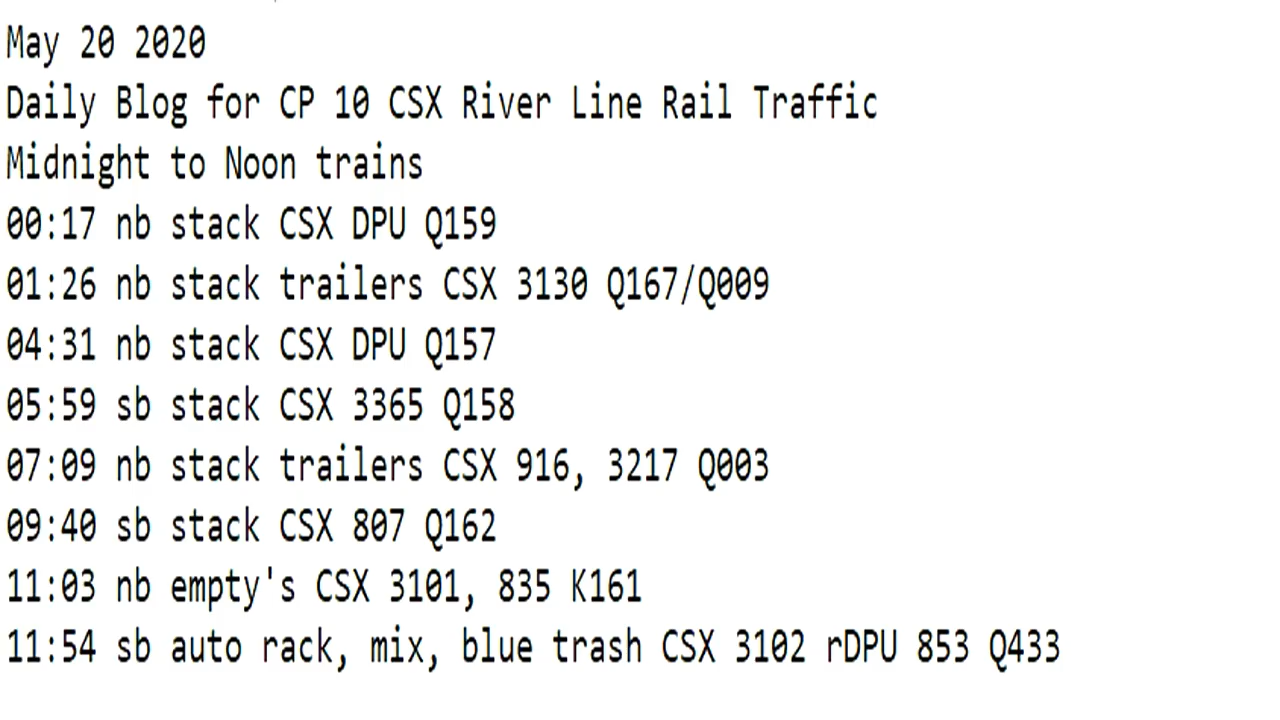 May 20 2020
Daily Blog for CP 10 CSX River Line Rail Traffic
Midnight to Noon trains
00:17 nb stack CSX DPU Q159
01:26 nb stack trailers CSX 3130 Q167/Q009
04:31 nb stack CSX DPU Q157
05:59 sb stack CSX 3365 Q158
07:09 nb stack trailers CSX 916, 3217 Q003
09:40 sb stack CSX 807 Q162
11:03 nb empty's CSX 3101, 835 K161
11:54 sb auto rack, mix, blue trash CSX 3102 rDPU 853 Q433